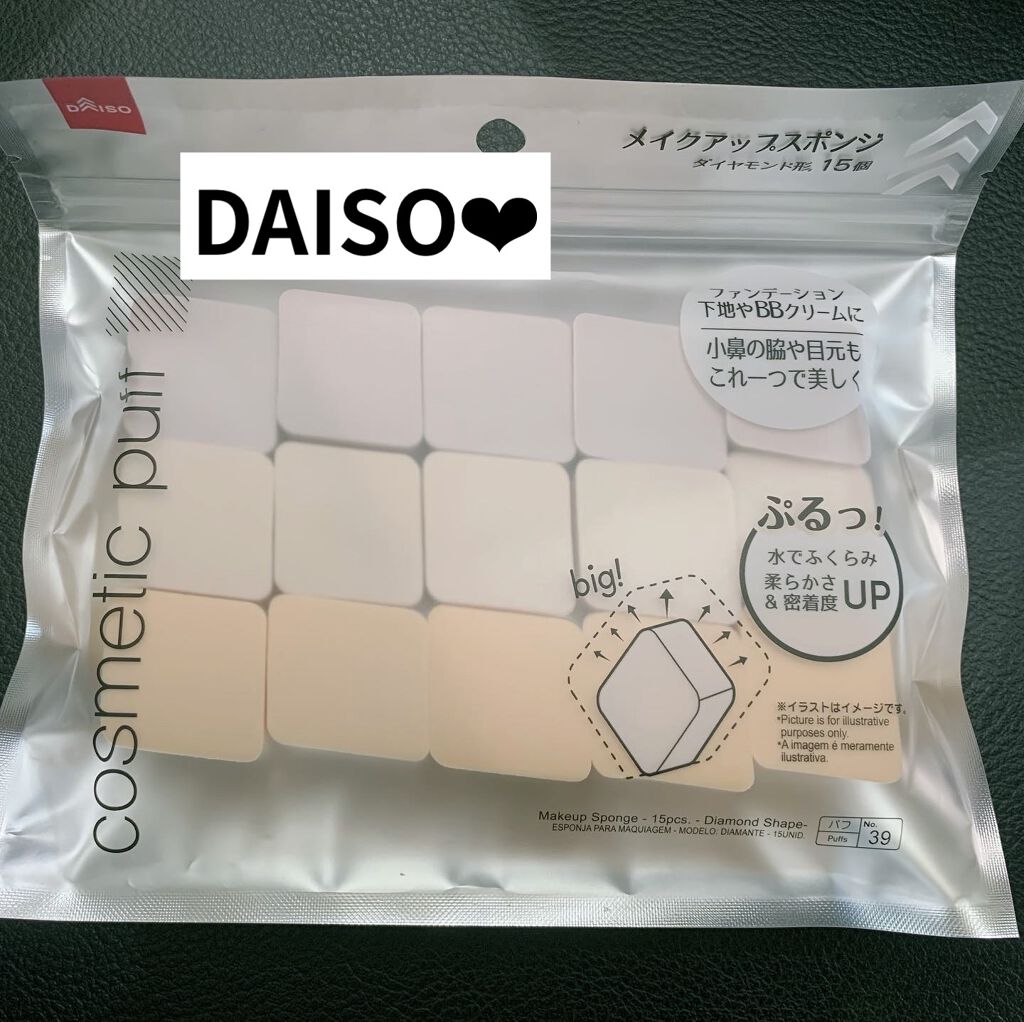 DAISO
メイクアップスポンジ
ダイヤモンド形 15個
DAISO❤
ファンデーション
下地やBBクリームに
小鼻の脇や目元も
これ一つで美しく
cosmetic puff
ぷるっ!
水でふくらみ
柔らかさ
&密着度 UP
big!
※イラストはイメージです。
*Picture is for illustrative
purposes only.
*A imagem é meramente
ilustrativa.
Makeup Sponge - 15pcs. - Diamond Shape-
ESPONJA PARA MAQUIAGEM - MODELO: DIAMANTE - 15UNID.
パフ No.
Puffs 39